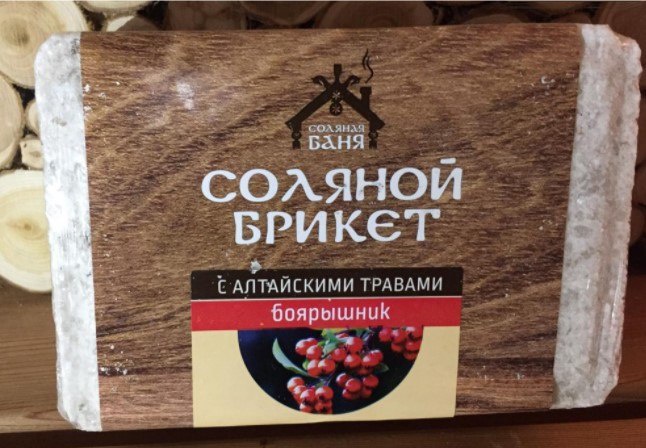 СОЛЯНАЯ
БАНЯ
СОЛЯНОЙ
БРИКЕТ
С АЛТАЙСКИМИ ТРАВАМИ
боярышник